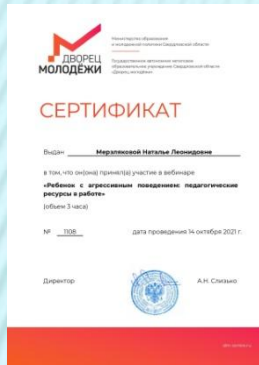 ДВОРЕЦ
МОЛОДЁЖИ
Министерство образования
и молодежной политики Свердловской области
Государственное автономное нетиповое
образовательное учреждение Свердловской области
«Дворец молодёжи»
СЕРТИФИКАТ
Выдан Мерзляковой Наталье Леонидовне
в том, что он(она) принял(а) участие в вебинаре
«Ребенок с агрессивным поведением: педагогические
ресурсы в работе»
(объем 3 часа)
№ 1108 дата проведения 14 октября 2021 г.
Директор А.Н. Слизько